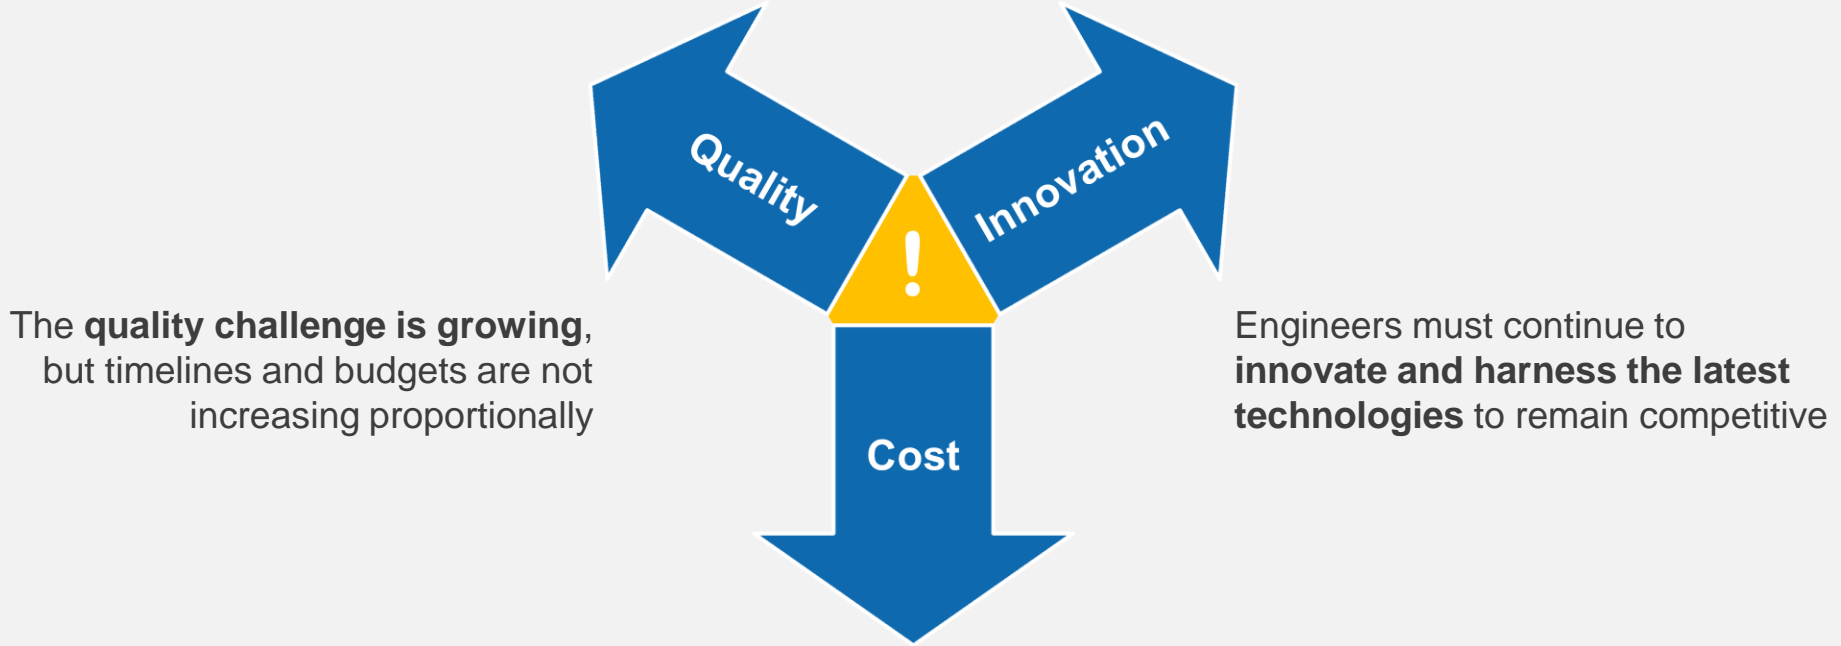 Quality
Innovation
!
The quality challenge is growing,
but timelines and budgets are not
increasing proportionally
Engineers must continue to
innovate and harness the latest
technologies to remain competitive
Cost